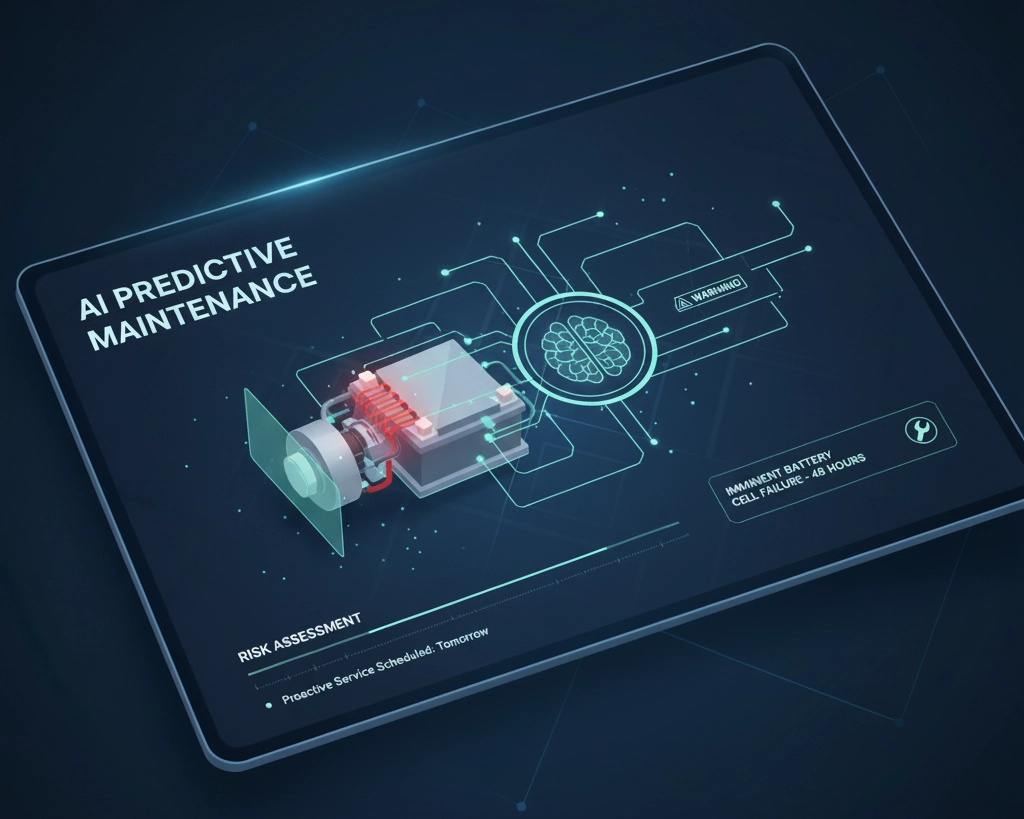 AI PREDICTIVE
MAINTENANCE
WARNING
IMMINENT BATTERY
CELL FAILURE - 48 HOURS
RISK ASSESSMENT
Proactive Service Scheduled: Tomorrow